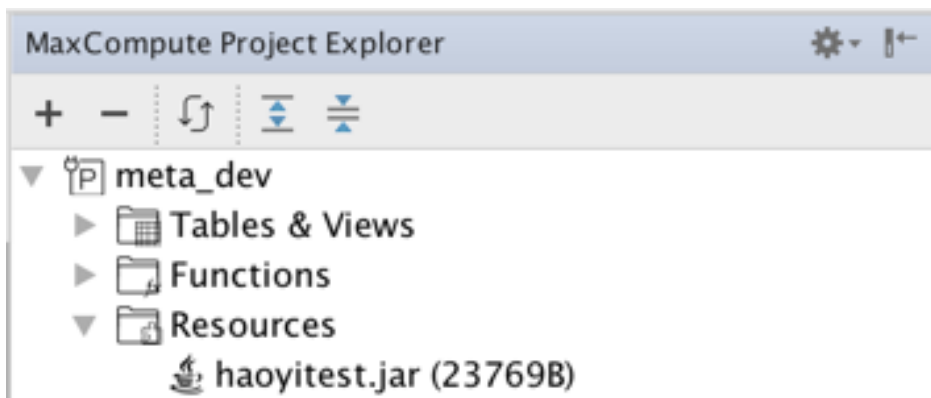 MaxCompute Project Explorer
meta_dev
Tables & Views
Functions
Resources
haoyitest.jar (23769B)